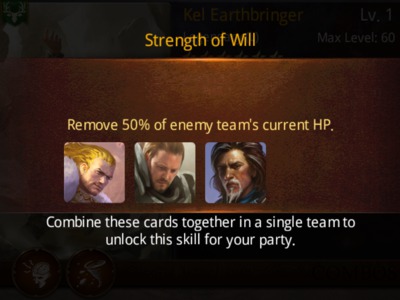 Kel Earthbringer Lv. 1
Strength of Will Max Level: 60
Remove 50% of enemy team's current HP.
Combine these cards together in a single team to
unlock this skill for your party.